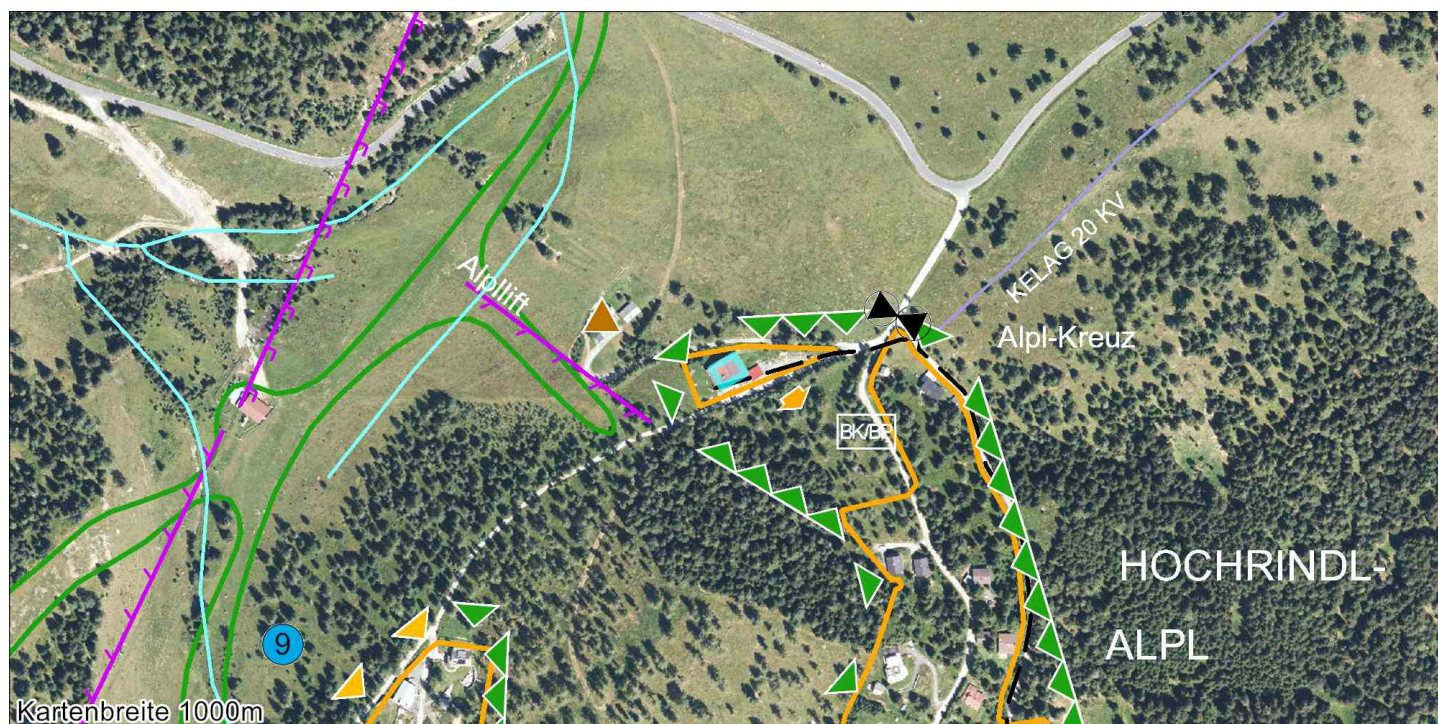 KELAG 20 KV
Alpllift
Alpl-Kreuz
BK/BP
HOCHRINDL-
ALPL
9
Kartenbreite 1000m